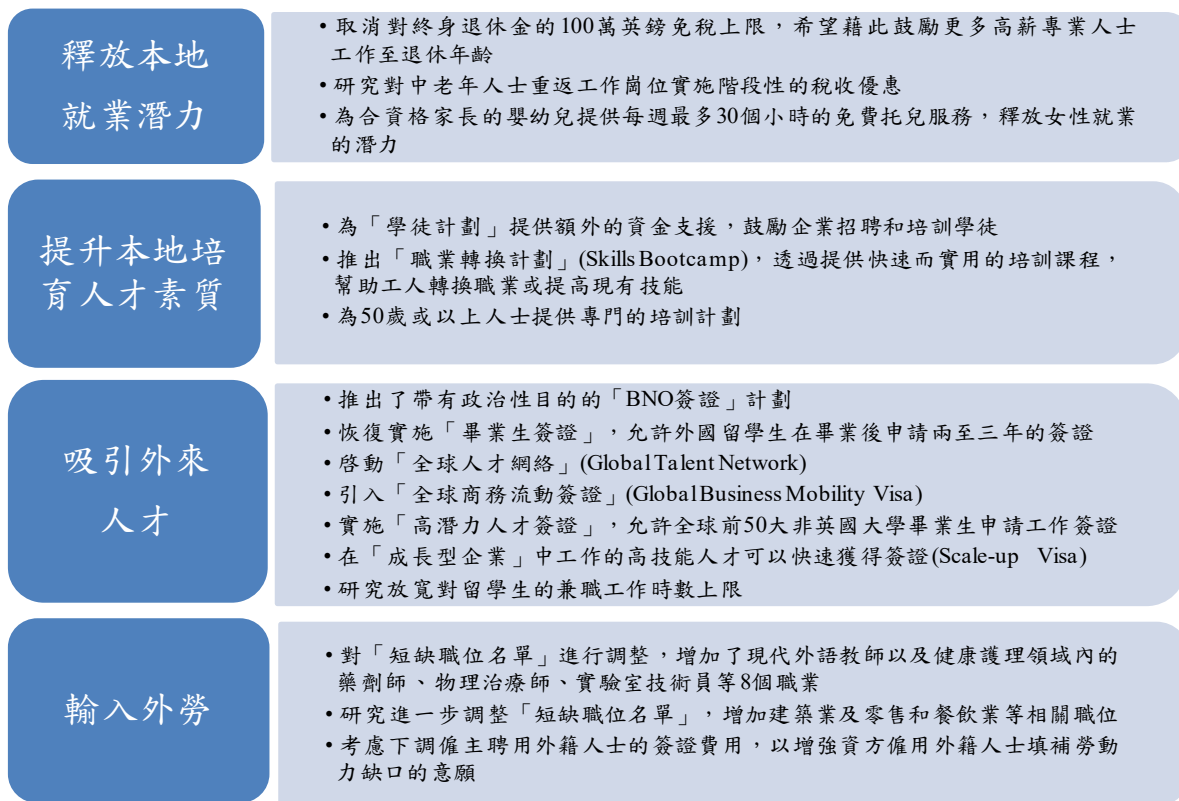 釋放本地
就業潛力
• 取消對終身退休金的100萬英鎊免稅上限，希望藉此鼓勵更多高薪專業人士
工作至退休年齡
• 研究對中老年人士重返工作崗位實施階段性的稅收優惠
• 為合資格家長的嬰幼兒提供每週最多30個小時的免費托兒服務，釋放女性就業
的潛力
提升本地培
育人才素質
• 為「學徒計劃」提供額外的資金支援，鼓勵企業招聘和培訓學徒
• 推出「職業轉換計劃」(Skills Bootcamp)，透過提供快速而實用的培訓課程，
幫助工人轉換職業或提高現有技能
• 為50歲或以上人士提供專門的培訓計劃
吸引外來
人才
• 推出了帶有政治性目的的「BNO簽證」計劃
• 恢復實施「畢業生簽證」，允許外國留學生在畢業後申請兩至三年的簽證
• 啓動「全球人才網絡」(Global Talent Network)
• 引入「全球商務流動簽證」(Global Business Mobility Visa)
• 實施「高潛力人才簽證」，允許全球前50大非英國大學畢業生申請工作簽證
• 在「成長型企業」中工作的高技能人才可以快速獲得簽證(Scale-up Visa)
• 研究放寬對留學生的兼職工作時數上限
輸入外勞
• 對「短缺職位名單」進行調整，增加了現代外語教師以及健康護理領域內的
藥劑師、物理治療師、實驗室技術員等8個職業
• 研究進一步調整「短缺職位名單」，增加建築業及零售和餐飲業等相關職位
• 考慮下調僱主聘用外籍人士的簽證費用，以增強資方僱用外籍人士填補勞動
力缺口的意願